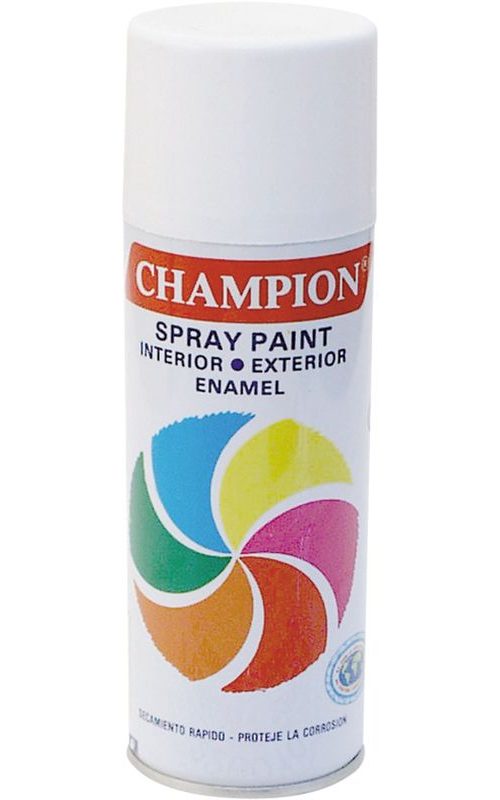 CHAMPION®
SPRAY PAINT
INTERIOR • EXTERIOR
ENAMEL
SECAMIENTO RAPIDO - PROTEJE LA CORROSION